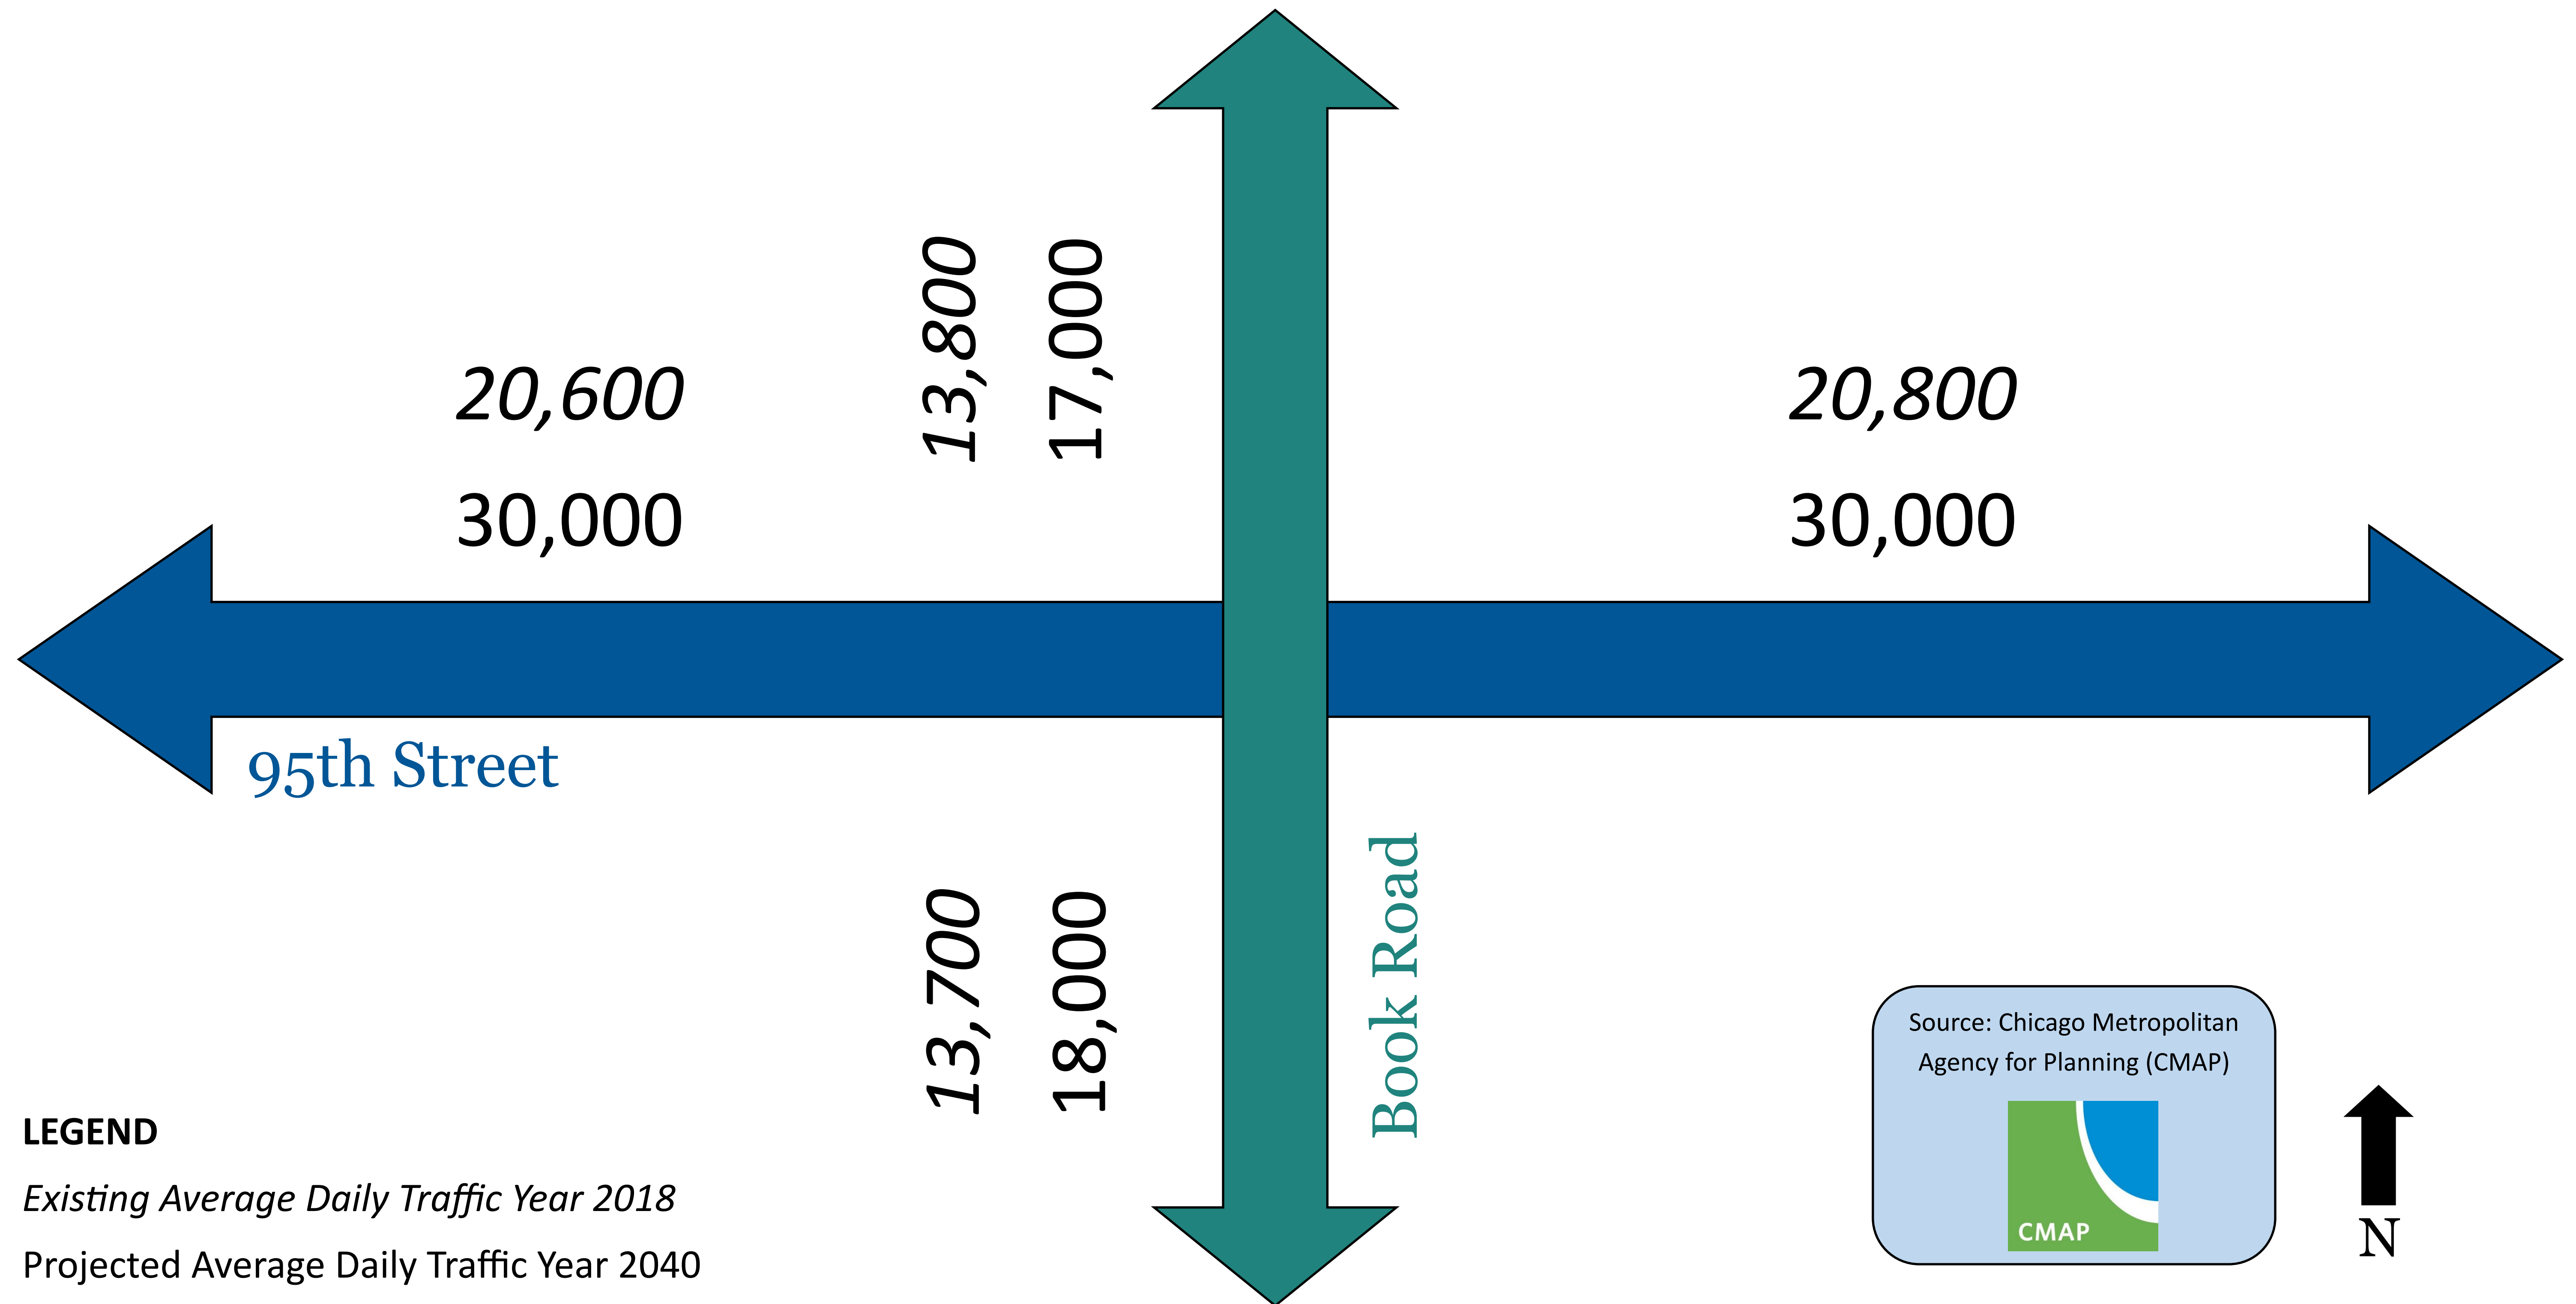 13,800
17,000
20,600
30,000
20,800
30,000
95th Street
13,700
18,000
Book Road
Source: Chicago Metropolitan
Agency for Planning (CMAP)
CMAP
N
LEGEND
Existing Average Daily Traffic Year 2018
Projected Average Daily Traffic Year 2040